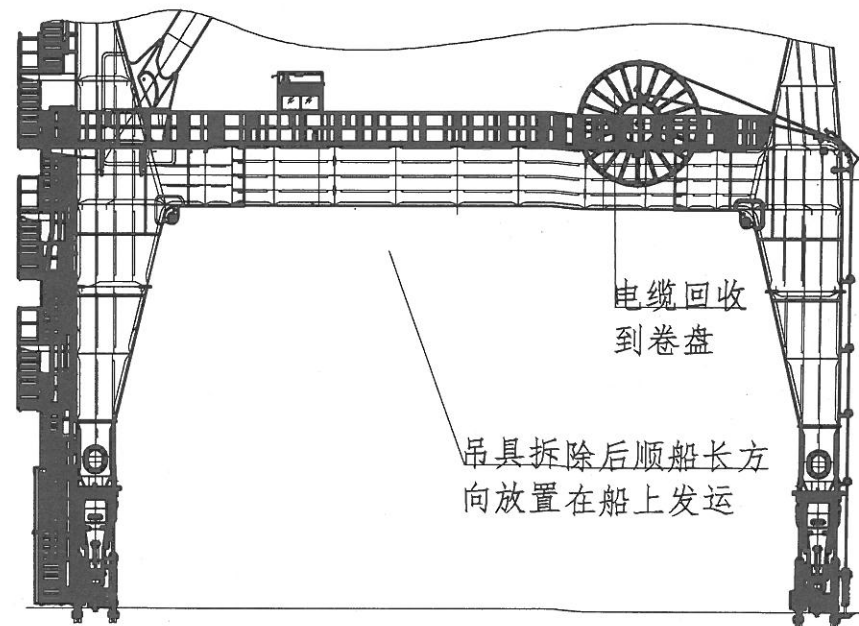 电缆回收
到卷盘
吊具拆除后顺船长方
向放置在船上发运